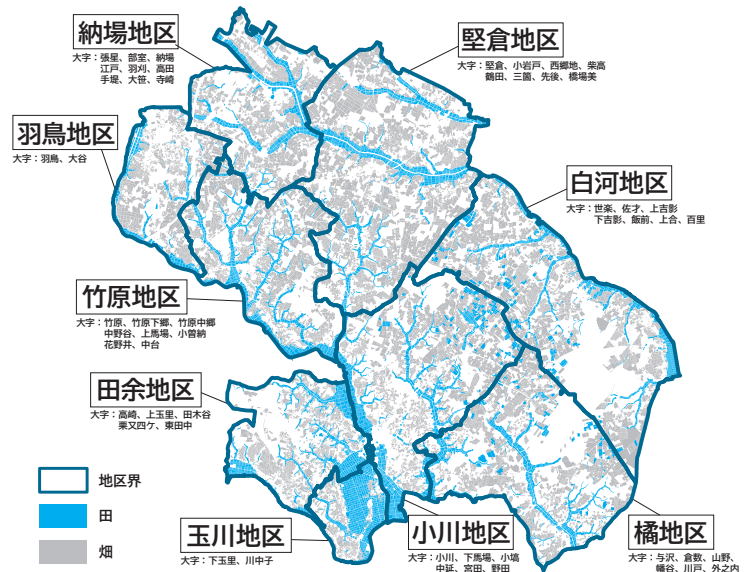 納場地区
大字：張星、部室、納場
江戸、羽刈、高田
手堤、大笹、寺崎
堅倉地区
大字：堅倉、小岩戸、西郷地、柴高
鶴田、三箇、先後、橋場美
羽鳥地区
大字：羽鳥、大谷
白河地区
大字：世楽、佐才、上吉影
下吉影、飯前、上合、百里
竹原地区
大字：竹原、竹原下郷、竹原中郷
中野谷、上馬場、小曽納
花野井、中台
田余地区
大字：高崎、上玉里、田木谷
栗又四ケ、東田中
地区界
田
畑
玉川地区
大字：下玉里、川中子
小川地区
大字：小川、下馬場、小塙
中延、宮田、野田
橘地区
大字：与沢、倉数、山野、
幡谷、川戸、外之内